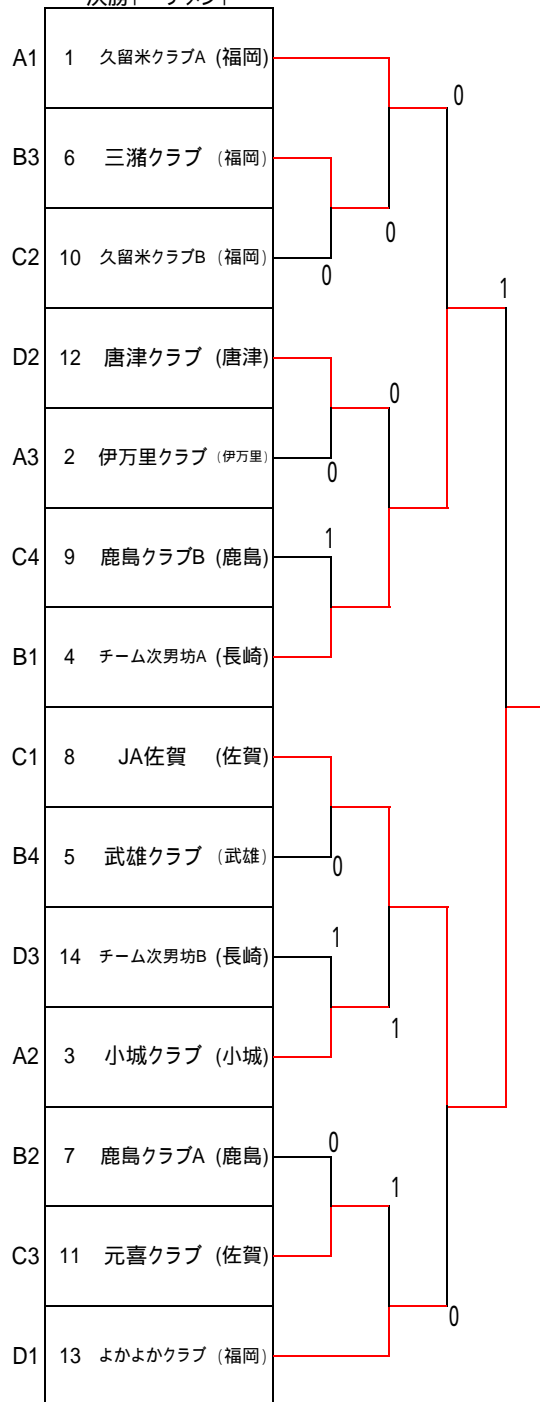 決勝トーナメント
A1 1 久留米クラブA (福岡)
0
B3 6 三潴クラブ (福岡)
0
C2 10 久留米クラブB (福岡)
0
1
D2 12 唐津クラブ (唐津)
0
A3 2 伊万里クラブ (伊万里)
0
C4 9 鹿島クラブB (鹿島)
1
B1 4 チーム次男坊A (長崎)
C1 8 JA佐賀 (佐賀)
B4 5 武雄クラブ (武雄)
0
D3 14 チーム次男坊B (長崎)
1
1
A2 3 小城クラブ (小城)
B2 7 鹿島クラブA (鹿島)
0
1
C3 11 元喜クラブ (佐賀)
0
D1 13 よかよかクラブ (福岡)